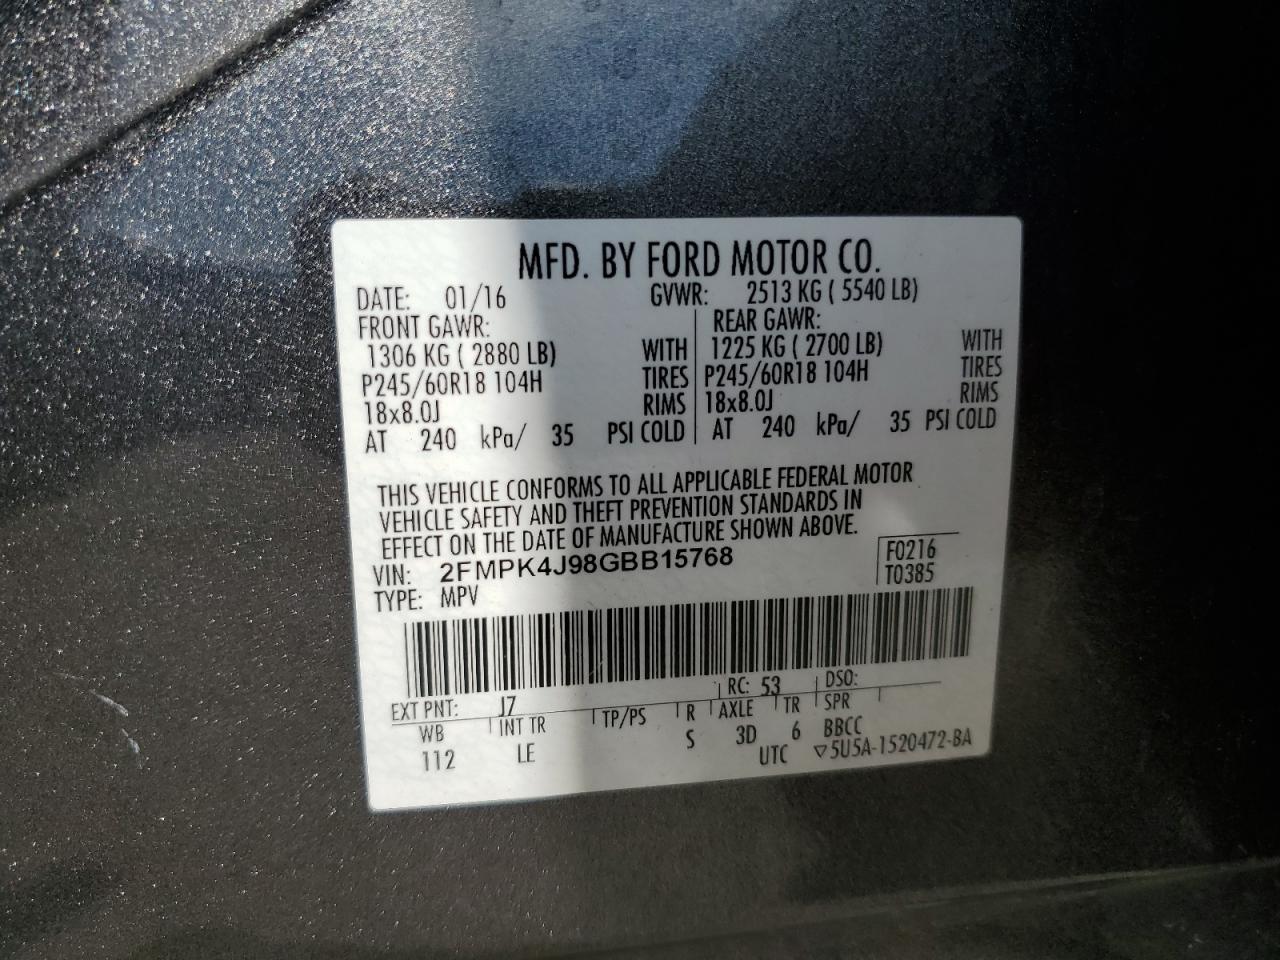 MFD. BY FORD MOTOR CO.
DATE: 01/16 GVWR: 2513 KG ( 5540 LB)
FRONT GAWR: REAR GAWR:
1306 KG ( 2880 LB) WITH 1225 KG ( 2700 LB) WITH
P245/60R18 104H TIRES P245/60R18 104H TIRES
18x8.0J RIMS 18x8.0J RIMS
AT 240 kPa/ 35 PSI COLD AT 240 kPa/ 35 PSI COLD
THIS VEHICLE CONFORMS TO ALL APPLICABLE FEDERAL MOTOR
VEHICLE SAFETY AND THEFT PREVENTION STANDARDS IN
EFFECT ON THE DATE OF MANUFACTURE SHOWN ABOVE.
VIN: 2FMPK4J98GBB15768 F0216
TYPE: MPV T0385
EXT PNT: J7 RC: 53 DSO:
WB INT TR TP/PS R AXLE TR SPR
112 LE S 3D 6 BBCC
UTC ▽5U5A-1520472-BA